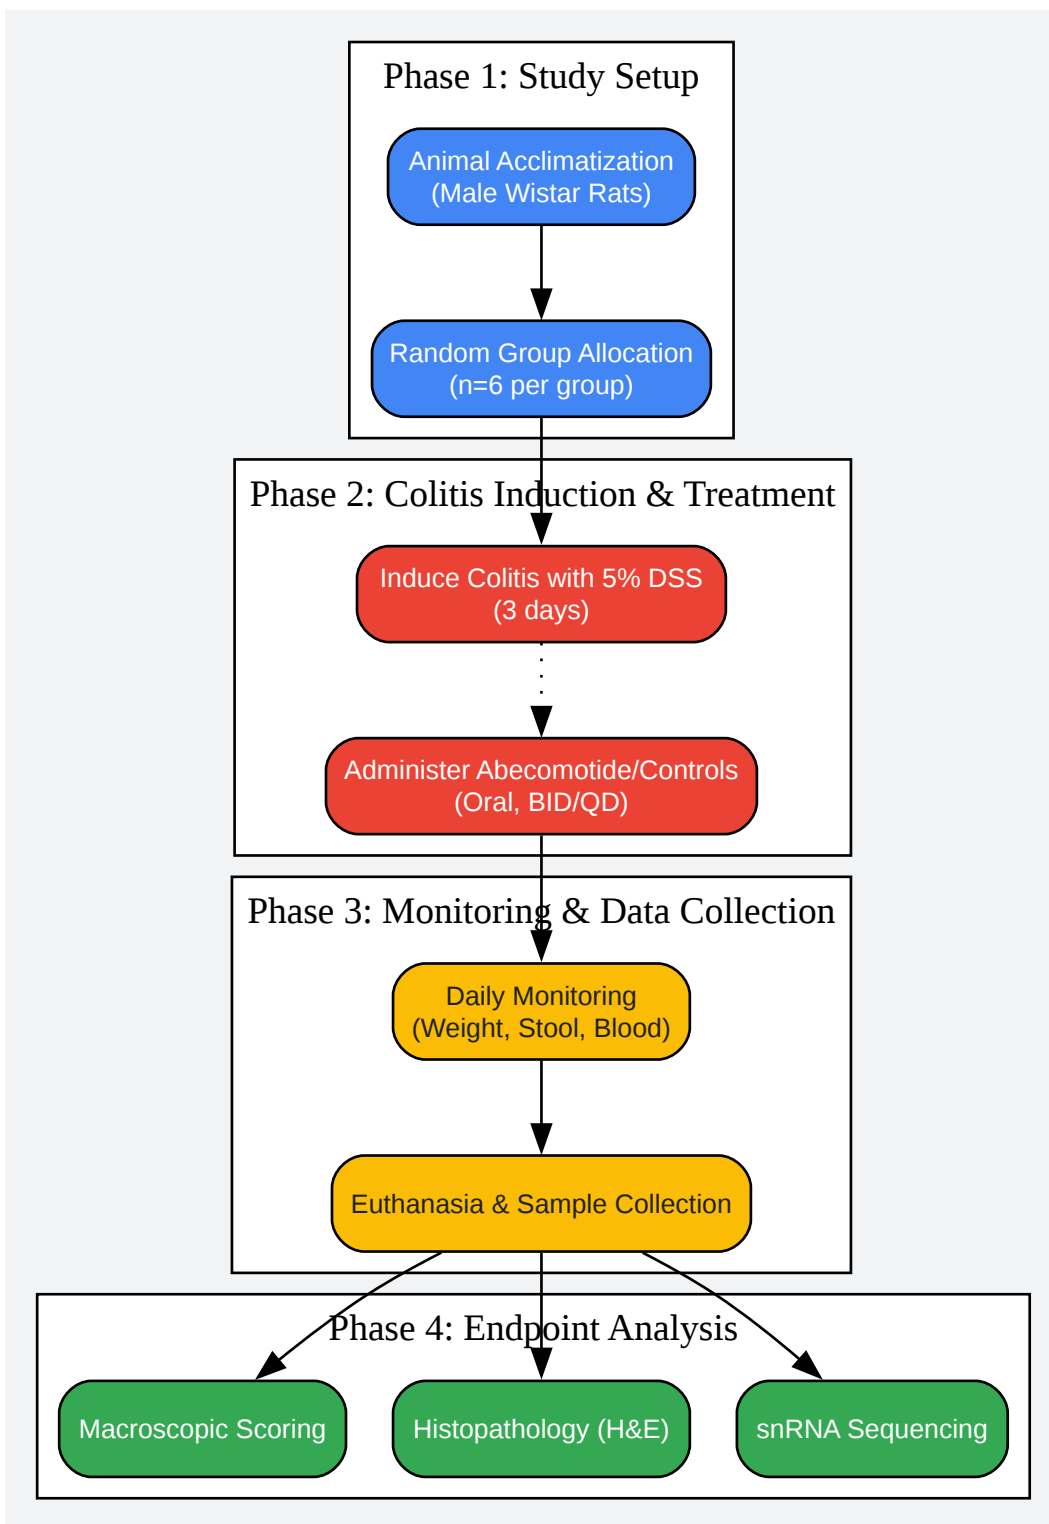 Phase 1: Study Setup
Animal Acclimatization
(Male Wistar Rats)
Random Group Allocation
(n=6 per group)
Phase 2: Colitis Induction & Treatment
Induce Colitis with 5% DSS
(3 days)
Administer Abecomotide/Controls
(Oral, BID/QD)
Phase 3: Monitoring & Data Collection
Daily Monitoring
(Weight, Stool, Blood)
Euthanasia & Sample Collection
Phase 4: Endpoint Analysis
Macroscopic Scoring
Histopathology (H&E)
snRNA Sequencing